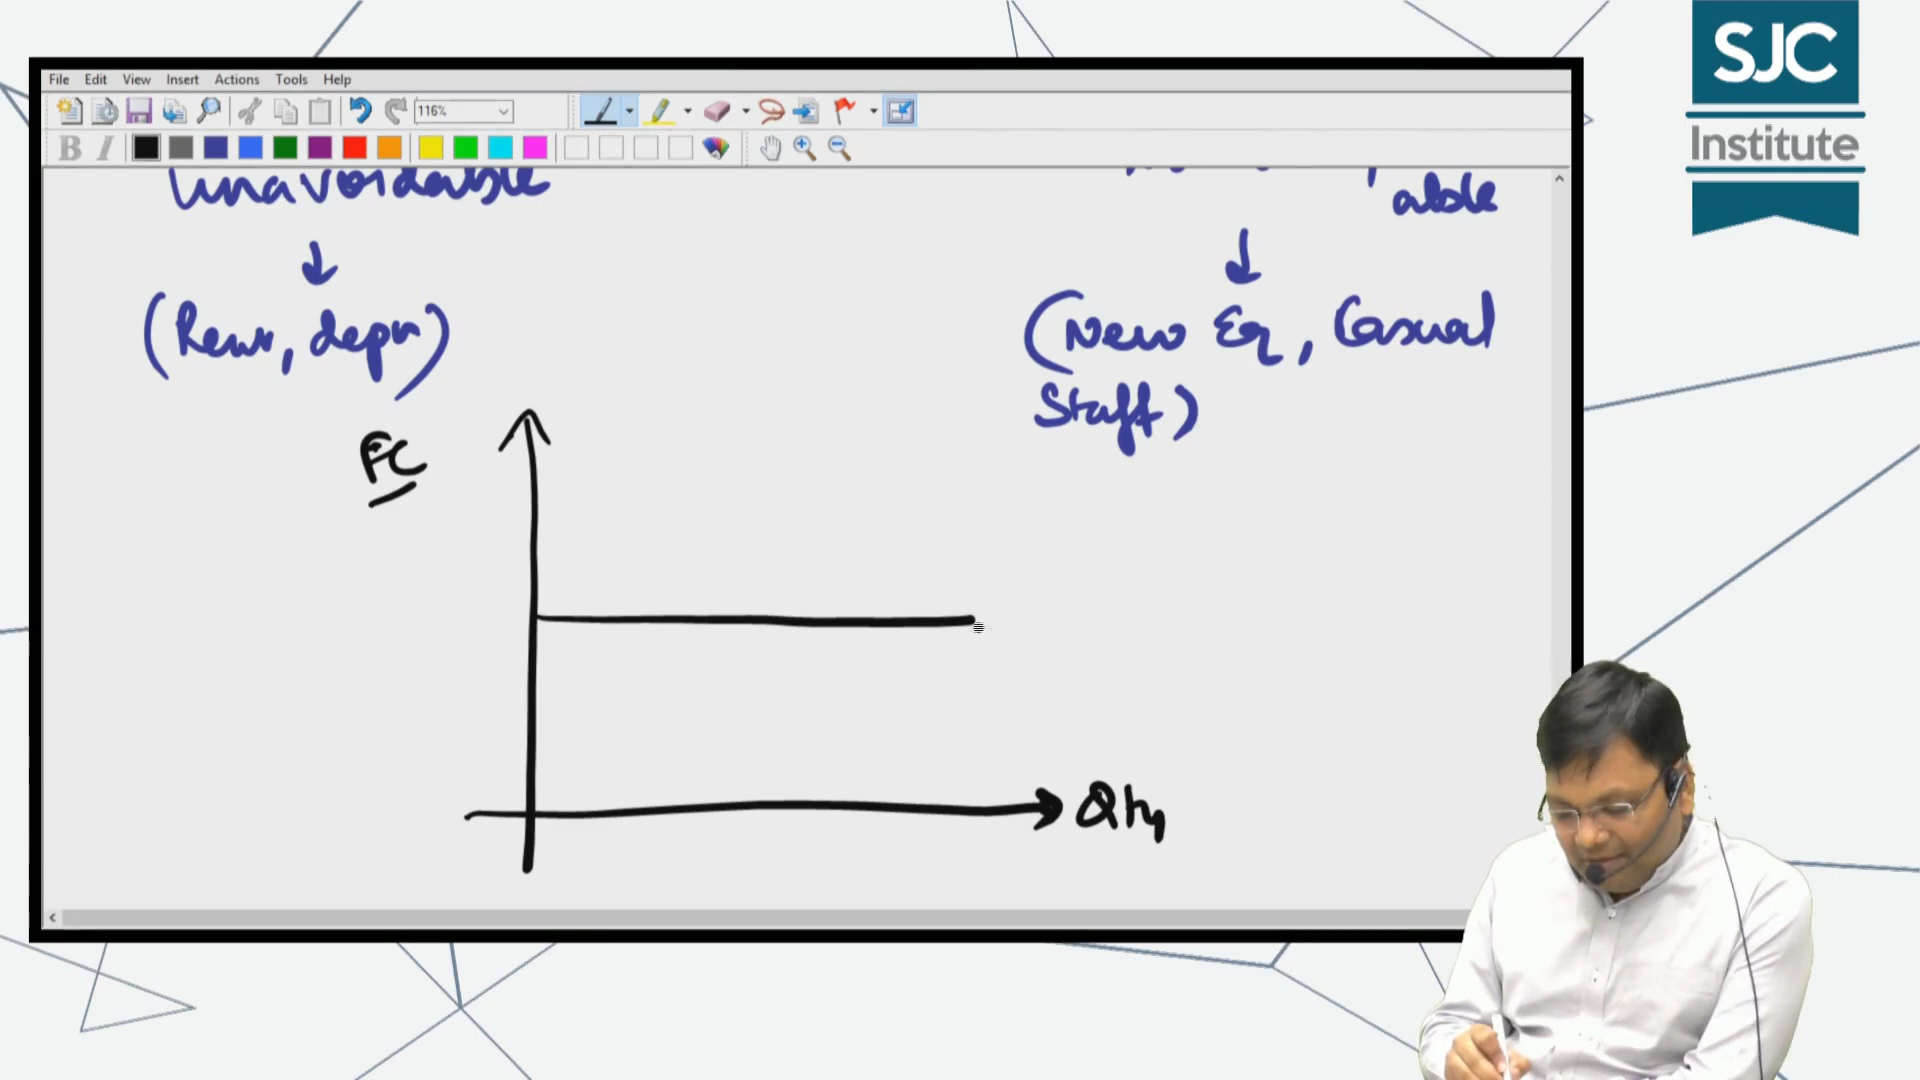 SJC
Institute
File Edit View Insert Actions Tools Help
116%
B I
Unavoidable
able
(Rent, depn)
(New Eq, Casual
Staff)
FC
Qty